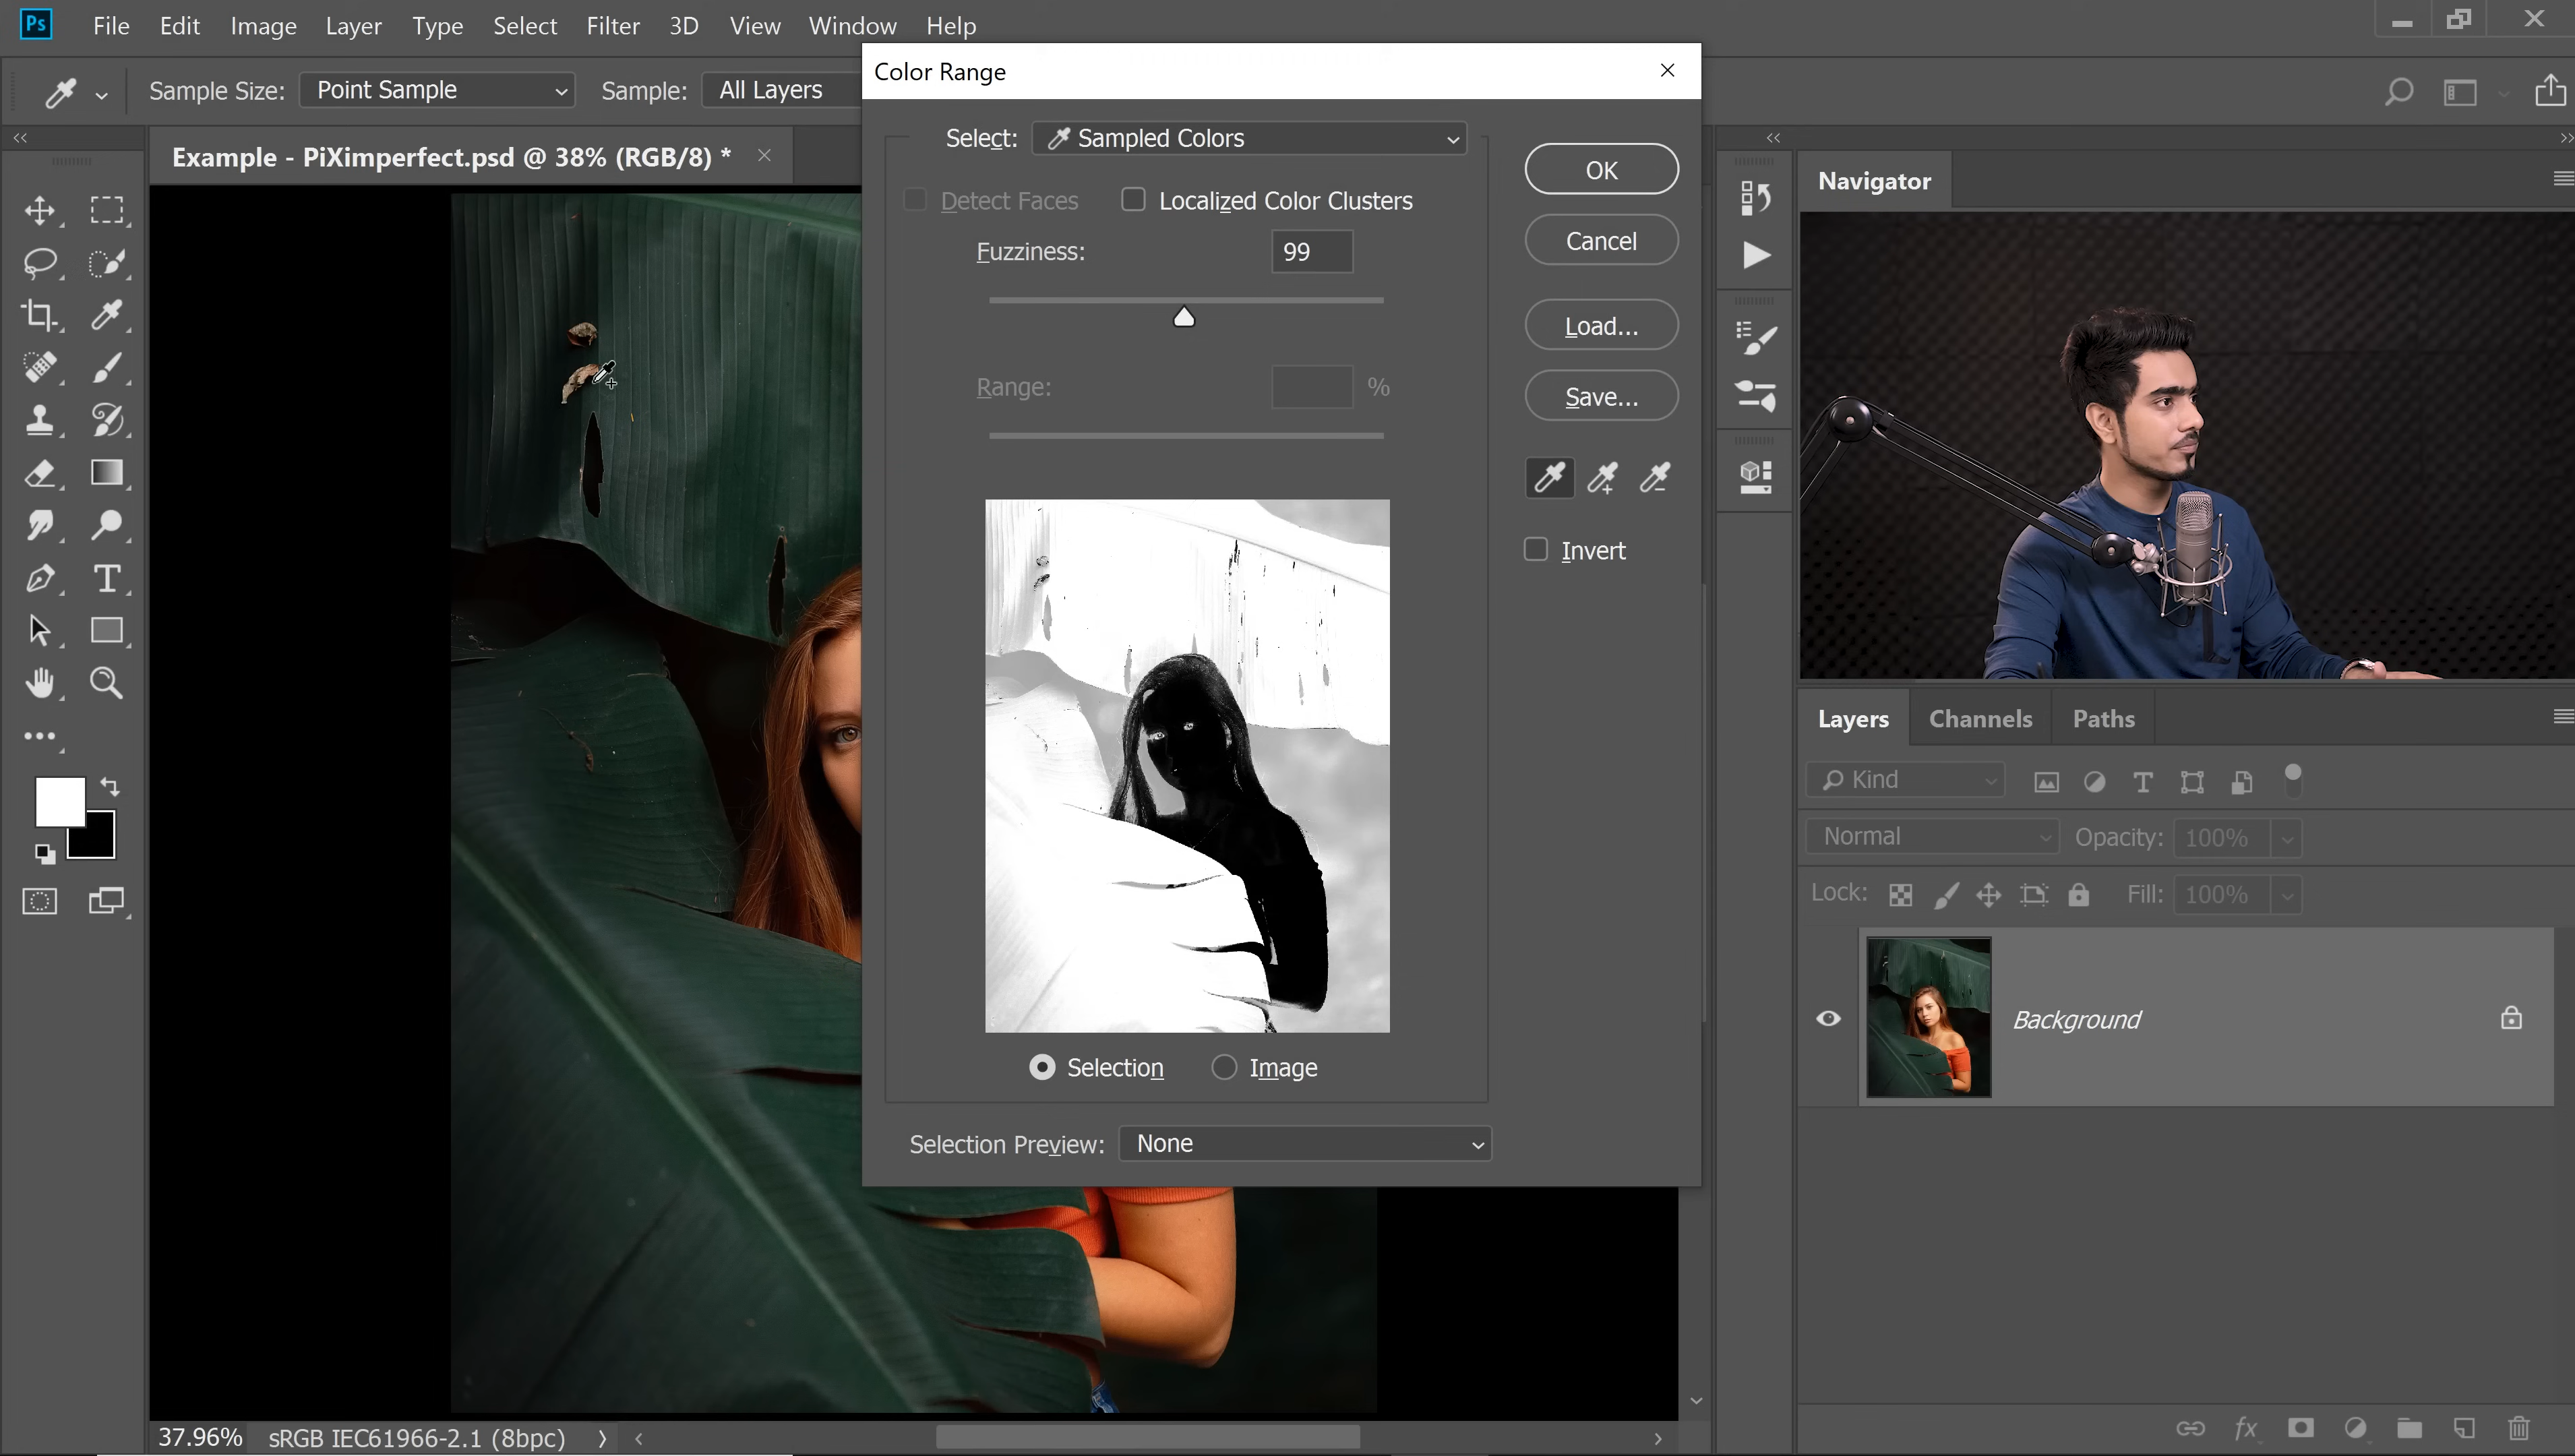 Ps File Edit Image Layer Type Select Filter 3D View Window Help
Sample Size: Point Sample Sample: All Layers
Example - PiXimperfect.psd @ 38% (RGB/8) *
Color Range
Select: Sampled Colors
Detect Faces Localized Color Clusters
Fuzziness: 99
Range: %
OK
Cancel
Load...
Save...
Invert
Selection Image
Selection Preview: None
Navigator
Layers Channels Paths
Kind
Normal Opacity: 100%
Lock: Fill: 100%
Background
fx
37.96% sRGB IEC61966-2.1 (8bpc)